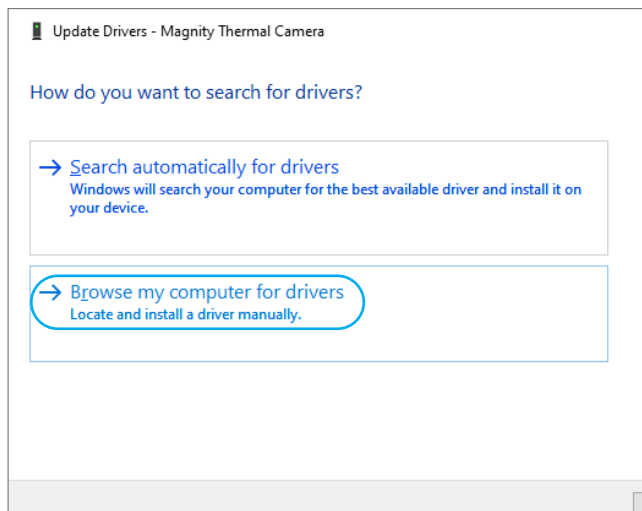 Update Drivers - Magnity Thermal Camera
How do you want to search for drivers?
Search automatically for drivers
Windows will search your computer for the best available driver and install it on
your device.
Browse my computer for drivers
Locate and install a driver manually.